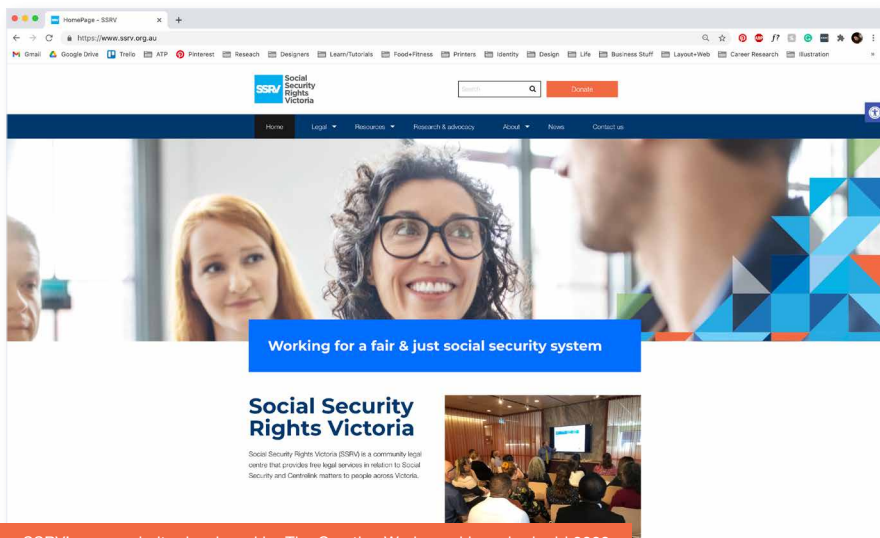 HomePage - SSRV
https://www.ssrv.org.au
Gmail Google Drive Trello ATP Pinterest Reseach Designers Learn/Tutorials Food+Fitness Printers Identity Design Life Business Stuff Layout+Web Career Research Illustration
SSRV Social
Security
Rights
Victoria
Search
Donate
Home Legal Resources Research & advocacy About News Contact us
Working for a fair & just social security system
Social Security
Rights Victoria
Social Security Rights Victoria (SSRV) is a community legal
centre that provides free legal services in relation to Social
Security and Centrelink matters to people across Victoria.